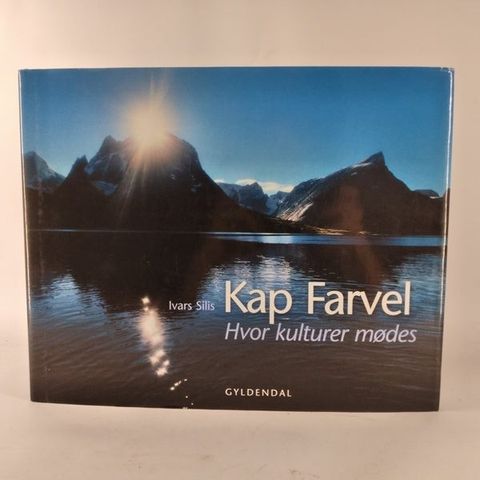 Ivars Silis Kap Farvel
Hvor kulturer mødes
GYLDENDAL